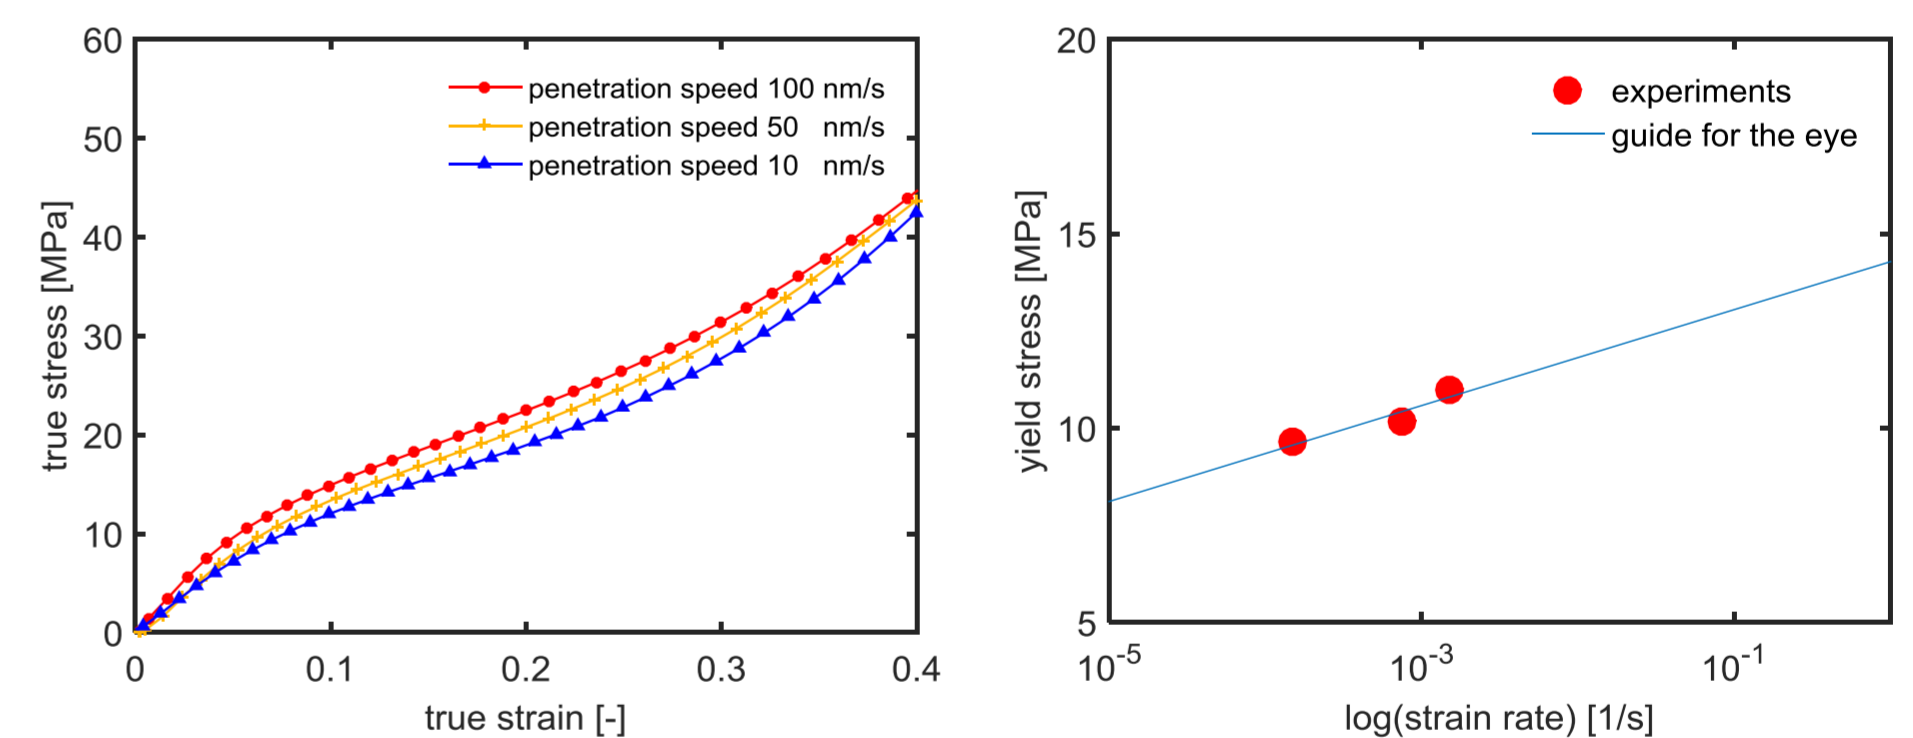 60
50
40
30
20
10
0
0
0.1
0.2
0.3
0.4
true stress [MPa]
true strain [-]
penetration speed 100 nm/s
penetration speed 50 nm/s
penetration speed 10 nm/s
20
15
10
5
10-5
10-3
10-1
yield stress [MPa]
log(strain rate) [1/s]
experiments
guide for the eye